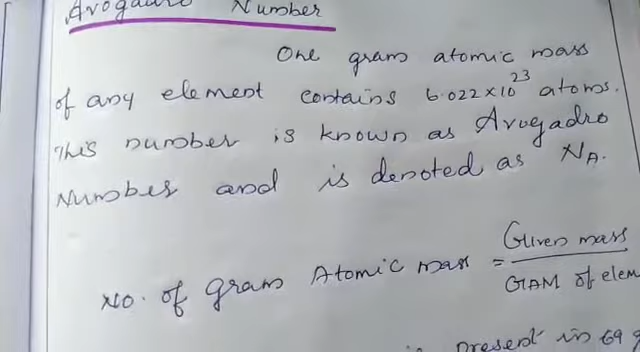 Avogadro Number
One gram atomic mass
of any element contains 6.022×10²³ atoms.
This number is known as Avogadro
Number and is denoted as NA.
No. of gram Atomic mass = Given mass / GAM of elem
present in 69 g